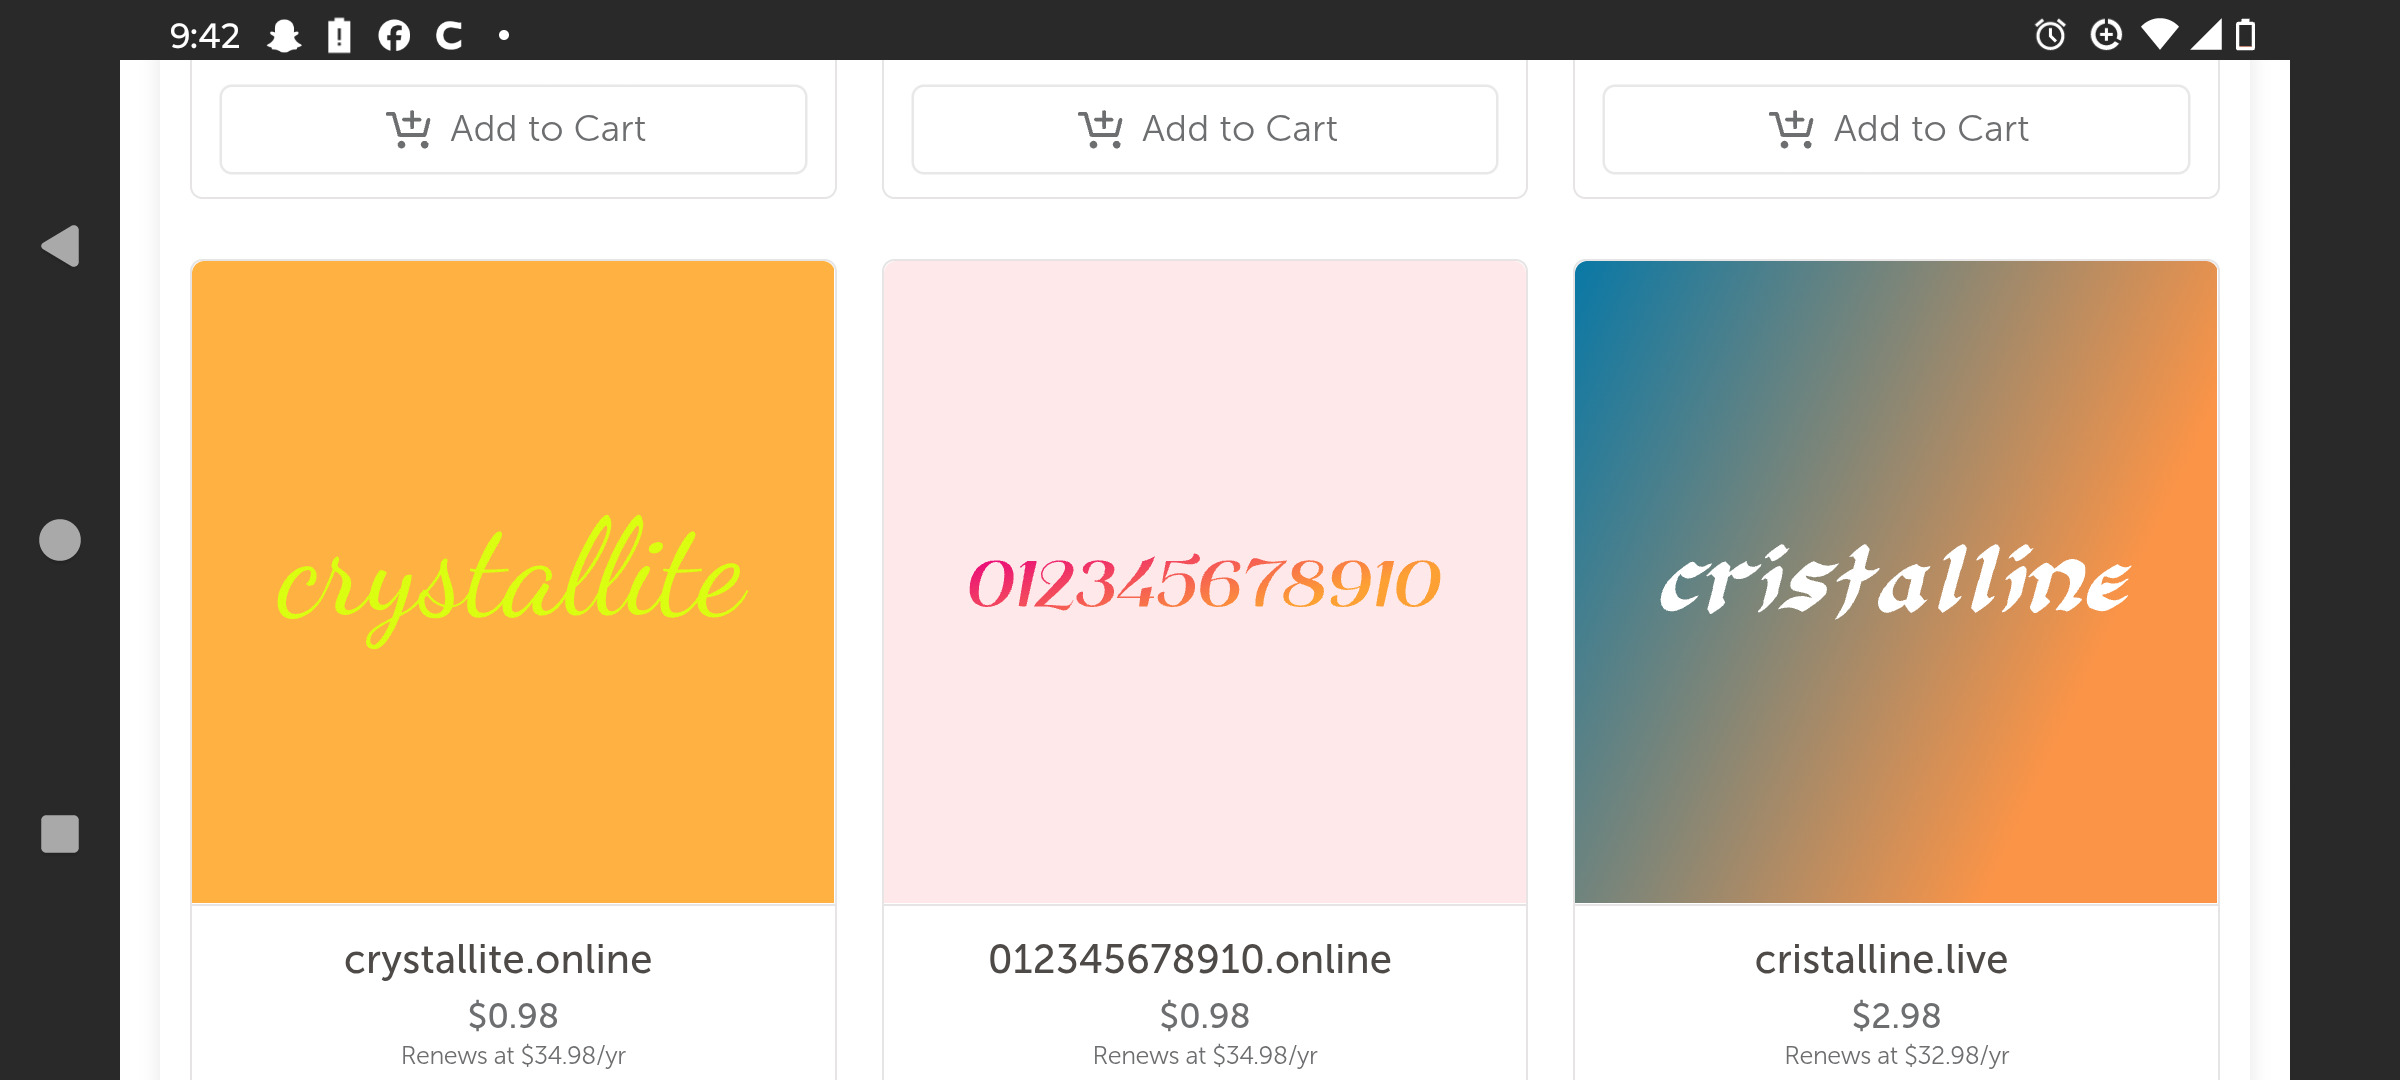 9:42
Add to Cart
Add to Cart
Add to Cart
crystallite
012345678910
cristalline
crystallite.online
012345678910.online
cristalline.live
$0.98
$0.98
$2.98
Renews at $34.98/yr
Renews at $34.98/yr
Renews at $32.98/yr